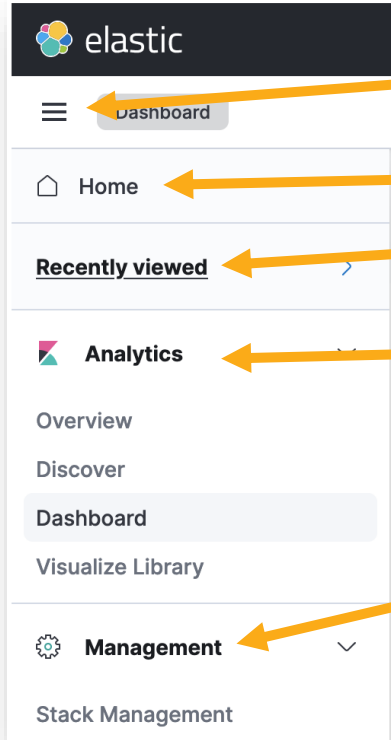 elastic
Dashboard
Home
Recently viewed
Analytics
Overview
Discover
Dashboard
Visualize Library
Management
Stack Management